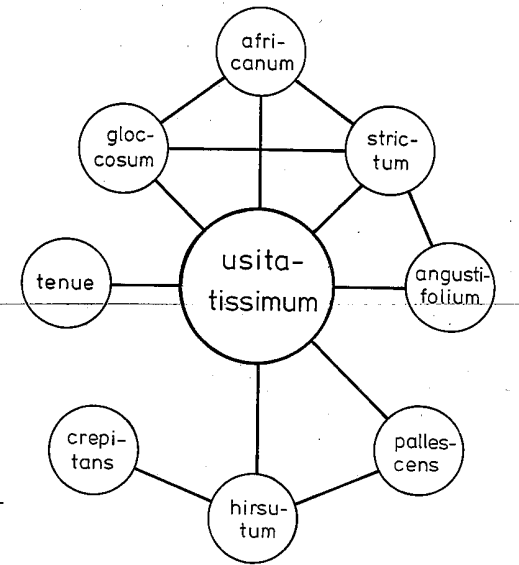 afri-
canum
gloc-
cosum
stric-
tum
usita-
tissimum
tenue
angusti-
folium
crepi-
tans
palles-
cens
hirsu-
tum